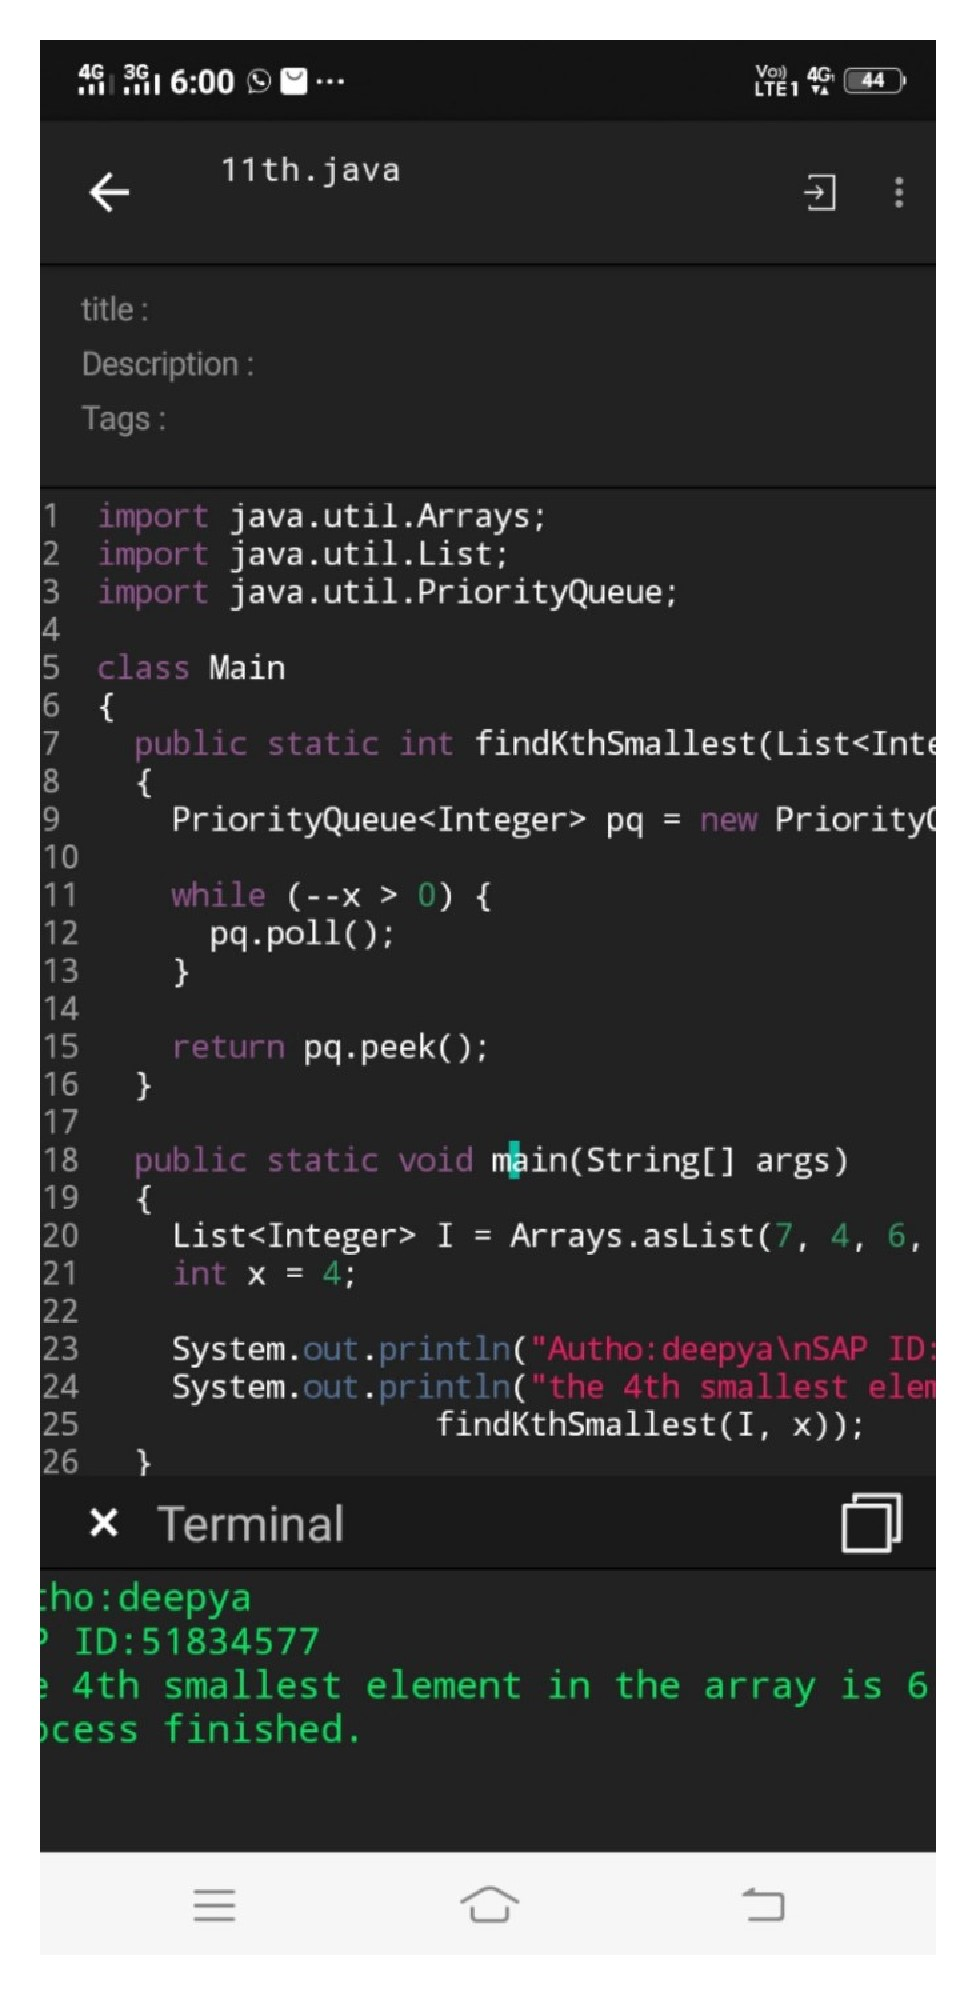 4G 3G 6:00 ... Vo)) LTE1 4G 44
11th.java
title :
Description :
Tags :
1 import java.util.Arrays;
2 import java.util.List;
3 import java.util.PriorityQueue;
4
5 class Main
6 {
7 public static int findKthSmallest(List<Inte
8 {
9 PriorityQueue<Integer> pq = new Priority
10
11 while (--x > 0) {
12 pq.poll();
13 }
14
15 return pq.peek();
16 }
17
18 public static void main(String[] args)
19 {
20 List<Integer> I = Arrays.asList(7, 4, 6,
21 int x = 4;
22
23 System.out.println("Autho:deepya\nSAP ID:
24 System.out.println("the 4th smallest elem
25 findKthSmallest(I, x));
26 }
× Terminal
tho:deepya
P ID:51834577
e 4th smallest element in the array is 6
ocess finished.